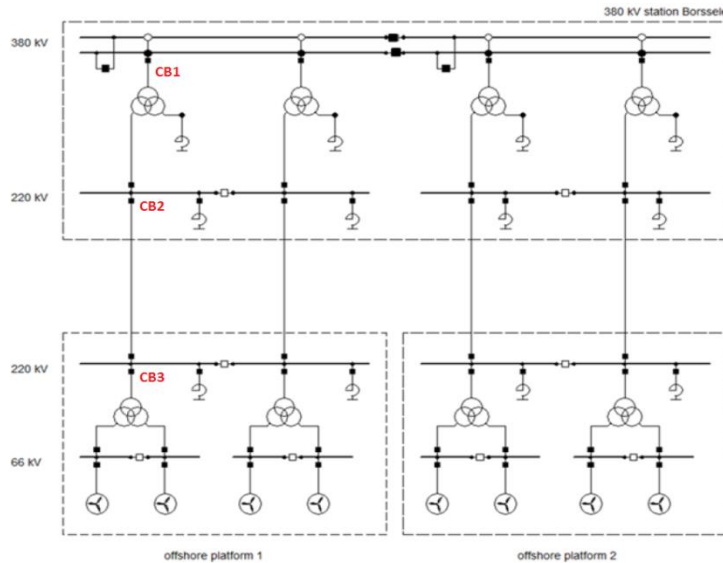 380 kV station Borssele
380 kV
CB1
220 kV
CB2
220 kV
CB3
66 kV
offshore platform 1
offshore platform 2